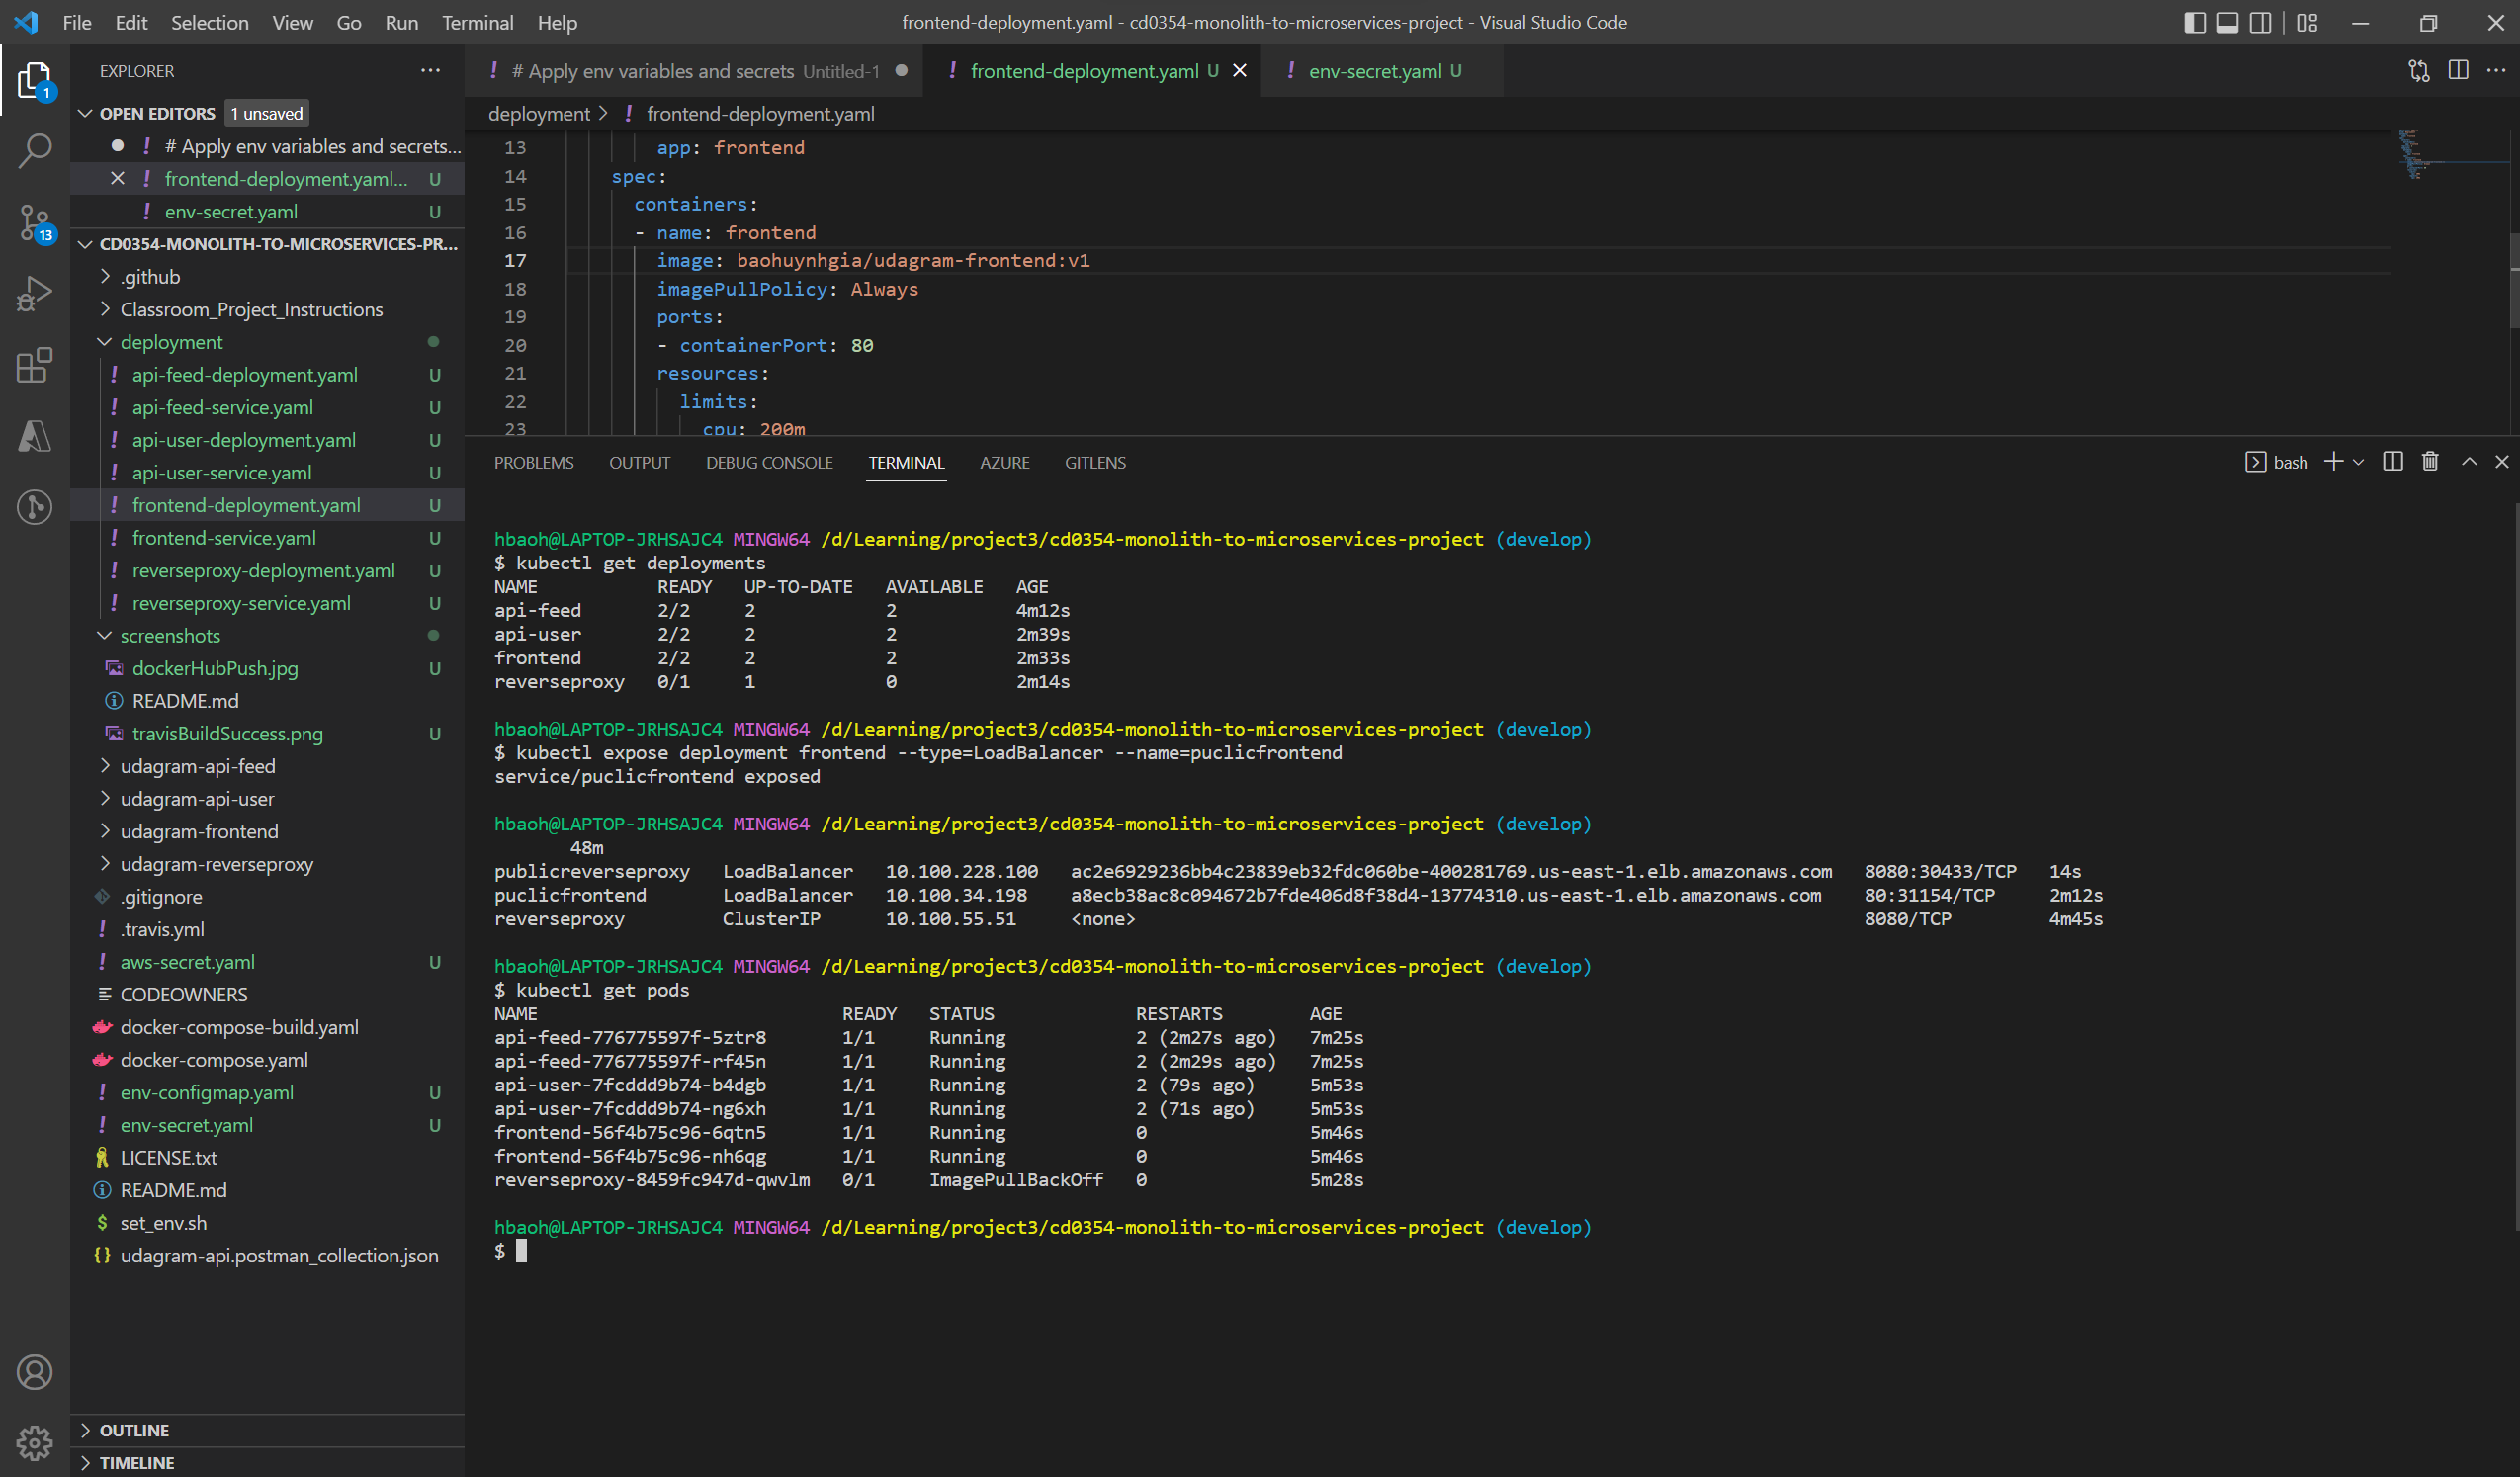 File Edit Selection View Go Run Terminal Help
frontend-deployment.yaml - cd0354-monolith-to-microservices-project - Visual Studio Code
EXPLORER
OPEN EDITORS 1 unsaved
! # Apply env variables and secrets...
! frontend-deployment.yaml... U
! env-secret.yaml U
CD0354-MONOLITH-TO-MICROSERVICES-PR...
.github
Classroom_Project_Instructions
deployment
! api-feed-deployment.yaml U
! api-feed-service.yaml U
! api-user-deployment.yaml U
! api-user-service.yaml U
! frontend-deployment.yaml U
! frontend-service.yaml U
! reverseproxy-deployment.yaml U
! reverseproxy-service.yaml U
screenshots
dockerHubPush.jpg U
README.md
travisBuildSuccess.png U
udagram-api-feed
udagram-api-user
udagram-frontend
udagram-reverseproxy
.gitignore
! .travis.yml
! aws-secret.yaml U
CODEOWNERS
docker-compose-build.yaml
docker-compose.yaml
! env-configmap.yaml U
! env-secret.yaml U
LICENSE.txt
README.md
$ set_env.sh
{} udagram-api.postman_collection.json
OUTLINE
TIMELINE
1
13
! # Apply env variables and secrets Untitled-1
! frontend-deployment.yaml U
! env-secret.yaml U
deployment > ! frontend-deployment.yaml
13 app: frontend
14 spec:
15 containers:
16 - name: frontend
17 image: baohuynhgia/udagram-frontend:v1
18 imagePullPolicy: Always
19 ports:
20 - containerPort: 80
21 resources:
22 limits:
23 cpu: 200m
PROBLEMS OUTPUT DEBUG CONSOLE TERMINAL AZURE GITLENS
bash
hbaoh@LAPTOP-JRHSAJC4 MINGW64 /d/Learning/project3/cd0354-monolith-to-microservices-project (develop)
$ kubectl get deployments
NAME READY UP-TO-DATE AVAILABLE AGE
api-feed 2/2 2 2 4m12s
api-user 2/2 2 2 2m39s
frontend 2/2 2 2 2m33s
reverseproxy 0/1 1 0 2m14s
hbaoh@LAPTOP-JRHSAJC4 MINGW64 /d/Learning/project3/cd0354-monolith-to-microservices-project (develop)
$ kubectl expose deployment frontend --type=LoadBalancer --name=puclicfrontend
service/puclicfrontend exposed
hbaoh@LAPTOP-JRHSAJC4 MINGW64 /d/Learning/project3/cd0354-monolith-to-microservices-project (develop)
48m
publicreverseproxy LoadBalancer 10.100.228.100 ac2e6929236bb4c23839eb32fdc060be-400281769.us-east-1.elb.amazonaws.com 8080:30433/TCP 14s
puclicfrontend LoadBalancer 10.100.34.198 a8ecb38ac8c094672b7fde406d8f38d4-13774310.us-east-1.elb.amazonaws.com 80:31154/TCP 2m12s
reverseproxy ClusterIP 10.100.55.51 <none> 8080/TCP 4m45s
hbaoh@LAPTOP-JRHSAJC4 MINGW64 /d/Learning/project3/cd0354-monolith-to-microservices-project (develop)
$ kubectl get pods
NAME READY STATUS RESTARTS AGE
api-feed-776775597f-5ztr8 1/1 Running 2 (2m27s ago) 7m25s
api-feed-776775597f-rf45n 1/1 Running 2 (2m29s ago) 7m25s
api-user-7fcddd9b74-b4dgb 1/1 Running 2 (79s ago) 5m53s
api-user-7fcddd9b74-ng6xh 1/1 Running 2 (71s ago) 5m53s
frontend-56f4b75c96-6qtn5 1/1 Running 0 5m46s
frontend-56f4b75c96-nh6qg 1/1 Running 0 5m46s
reverseproxy-8459fc947d-qwvlm 0/1 ImagePullBackOff 0 5m28s
hbaoh@LAPTOP-JRHSAJC4 MINGW64 /d/Learning/project3/cd0354-monolith-to-microservices-project (develop)
$